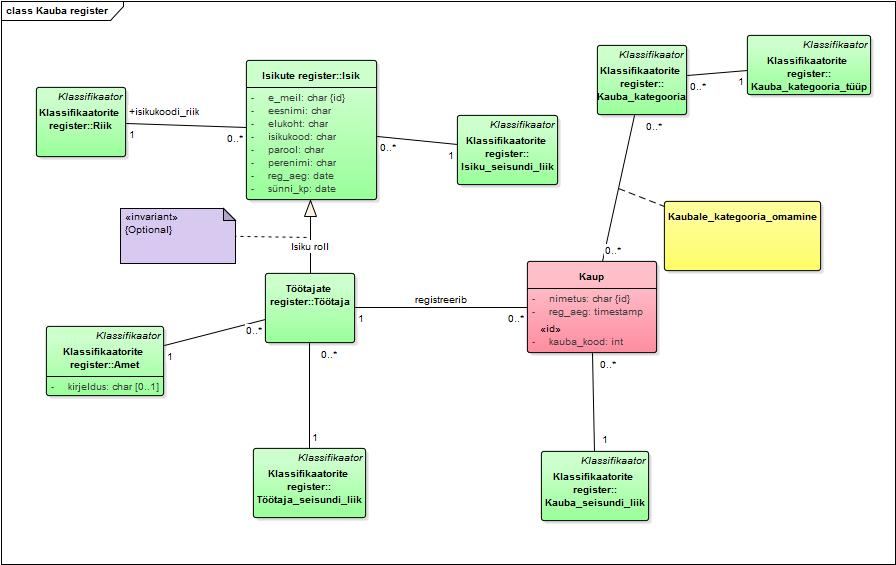 class Kauba register
Klassifikaator
Klassifikaatorite
register::Riik
+isikukoodi_riik
1
0..*
Isikute register::Isik
- e_meil: char {id}
- eesnimi: char
- elukoht: char
- isikukood: char
- parool: char
- perenimi: char
- reg_aeg: date
- sünni_kp: date
0..*
1
Klassifikaator
Klassifikaatorite
register::
Isiku_seisundi_liik
Klassifikaator
Klassifikaatorite
register::
Kauba_kategooria
0..*
1
Klassifikaator
Klassifikaatorite
register::
Kauba_kategooria_tüüp
0..*
0..*
Kaubale_kategooria_omamine
«invariant»
{Optional}
Isiku roll
Töötajate
register::Töötaja
registreerib
1
0..*
Kaup
- nimetus: char {id}
- reg_aeg: timestamp
«id»
- kauba_kood: int
Klassifikaator
Klassifikaatorite
register::Amet
- kirjeldus: char [0..1]
1
0..*
0..*
1
Klassifikaator
Klassifikaatorite
register::
Töötaja_seisundi_liik
0..*
1
Klassifikaator
Klassifikaatorite
register::
Kauba_seisundi_liik